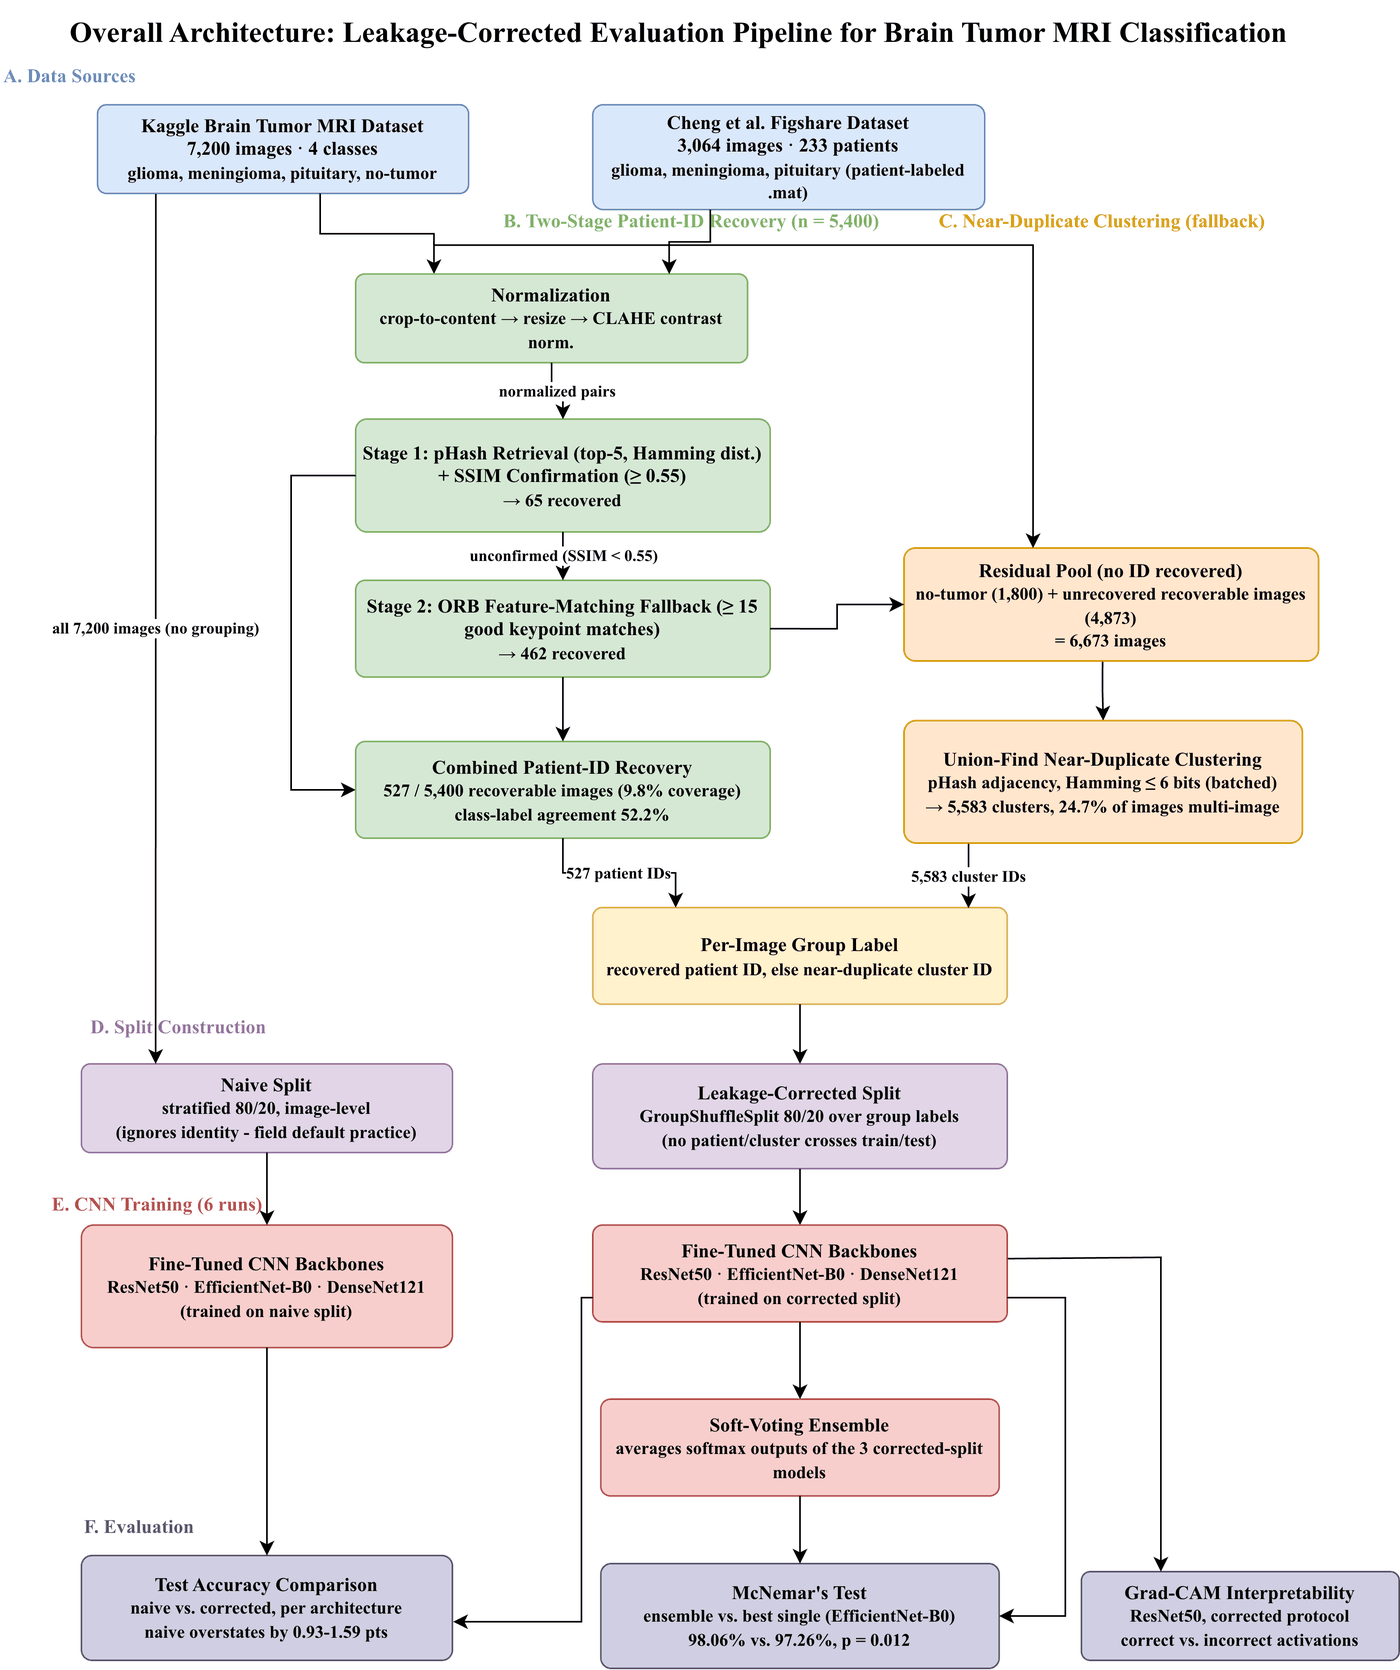 Overall Architecture: Leakage-Corrected Evaluation Pipeline for Brain Tumor MRI Classification
A. Data Sources
Kaggle Brain Tumor MRI Dataset
7,200 images · 4 classes
glioma, meningioma, pituitary, no-tumor
Cheng et al. Figshare Dataset
3,064 images · 233 patients
glioma, meningioma, pituitary (patient-labeled
.mat)
B. Two-Stage Patient-ID Recovery (n = 5,400)
C. Near-Duplicate Clustering (fallback)
Normalization
crop-to-content → resize → CLAHE contrast
norm.
normalized pairs
Stage 1: pHash Retrieval (top-5, Hamming dist.)
+ SSIM Confirmation (≥ 0.55)
→ 65 recovered
unconfirmed (SSIM < 0.55)
Stage 2: ORB Feature-Matching Fallback (≥ 15
good keypoint matches)
→ 462 recovered
Residual Pool (no ID recovered)
no-tumor (1,800) + unrecovered recoverable images
(4,873)
= 6,673 images
all 7,200 images (no grouping)
Combined Patient-ID Recovery
527 / 5,400 recoverable images (9.8% coverage)
class-label agreement 52.2%
Union-Find Near-Duplicate Clustering
pHash adjacency, Hamming ≤ 6 bits (batched)
→ 5,583 clusters, 24.7% of images multi-image
527 patient IDs
5,583 cluster IDs
Per-Image Group Label
recovered patient ID, else near-duplicate cluster ID
D. Split Construction
Naive Split
stratified 80/20, image-level
(ignores identity - field default practice)
Leakage-Corrected Split
GroupShuffleSplit 80/20 over group labels
(no patient/cluster crosses train/test)
E. CNN Training (6 runs)
Fine-Tuned CNN Backbones
ResNet50 · EfficientNet-B0 · DenseNet121
(trained on naive split)
Fine-Tuned CNN Backbones
ResNet50 · EfficientNet-B0 · DenseNet121
(trained on corrected split)
Soft-Voting Ensemble
averages softmax outputs of the 3 corrected-split
models
F. Evaluation
Test Accuracy Comparison
naive vs. corrected, per architecture
naive overstates by 0.93-1.59 pts
McNemar's Test
ensemble vs. best single (EfficientNet-B0)
98.06% vs. 97.26%, p = 0.012
Grad-CAM Interpretability
ResNet50, corrected protocol
correct vs. incorrect activations